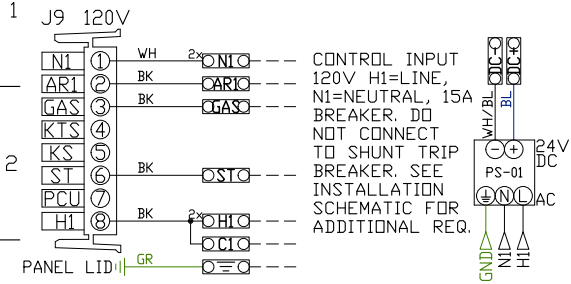 1
J9 120V
N1 1 WH 2x N1
AR1 2 BK AR1
GAS 3 BK GAS
KTS 4
KS 5
2
ST 6 BK ST
PCU 7
H1 8 BK 2x H1
C1
PANEL LID GR
CONTROL INPUT
120V H1=LINE,
N1=NEUTRAL, 15A
BREAKER. DO
NOT CONNECT
TO SHUNT TRIP
BREAKER. SEE
INSTALLATION
SCHEMATIC FOR
ADDITIONAL REQ.
DC- DC+
WH/BL BL
- + 24V
DC
PS-01
N L AC
GND N1 H1